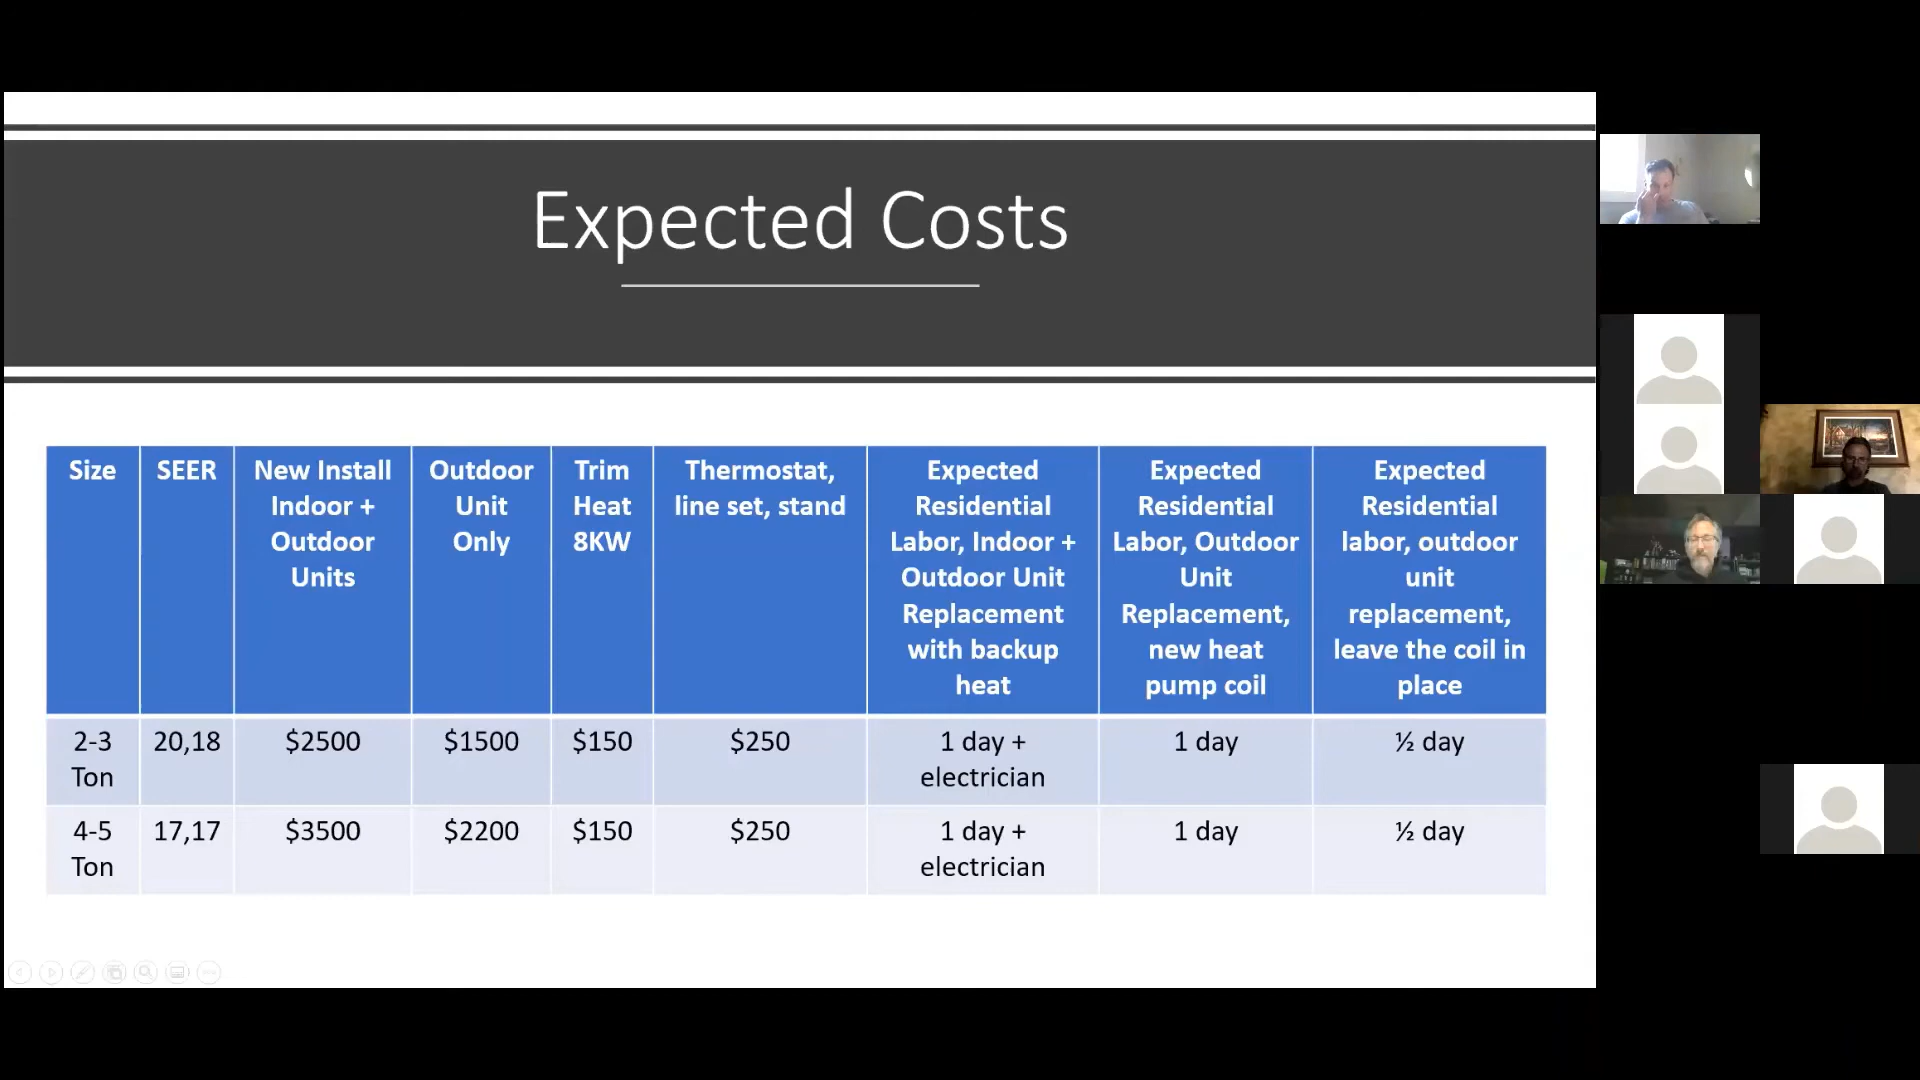 Expected Costs
Size
SEER
New Install
Indoor +
Outdoor
Units
Outdoor
Unit
Only
Trim
Heat
8KW
Thermostat,
line set, stand
Expected
Residential
Labor, Indoor +
Outdoor Unit
Replacement
with backup
heat
Expected
Residential
Labor, Outdoor
Unit
Replacement,
new heat
pump coil
Expected
Residential
labor, outdoor
unit
replacement,
leave the coil in
place
2-3
Ton
20,18
$2500
$1500
$150
$250
1 day +
electrician
1 day
½ day
4-5
Ton
17,17
$3500
$2200
$150
$250
1 day +
electrician
1 day
½ day